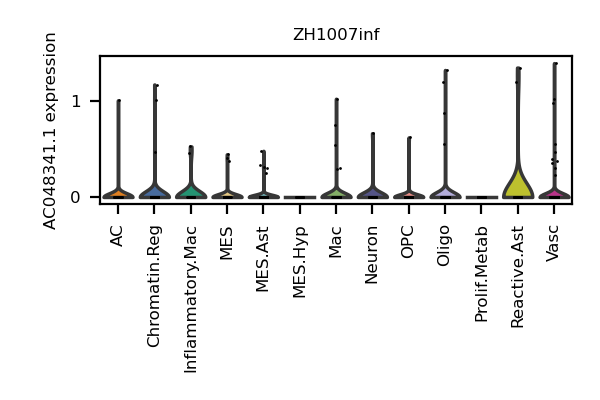 ZH1007inf
AC048341.1 expression
1
0
AC
Chromatin.Reg
Inflammatory.Mac
MES
MES.Ast
MES.Hyp
Mac
Neuron
OPC
Oligo
Prolif.Metab
Reactive.Ast
Vasc